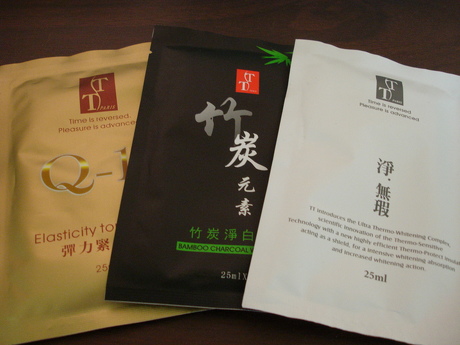 TT
PARIS
Time is reversed
Pleasure is advanced
Q-1
Elasticity to
彈力緊
25
TT
竹炭
元素
竹炭淨白
BAMBOO CHARCOAL
25ml
TT
PARIS
Time is reversed
Pleasure is advanced
淨.無瑕
TT introduces the Ultra Thermo-Whitening Complex,
scientific innovation of the Thermo-Sensitive
Technology with a new highly efficient Thermo-Project
acting as a shield, for a intensive whitening absorption
and increased whitening action.
25ml